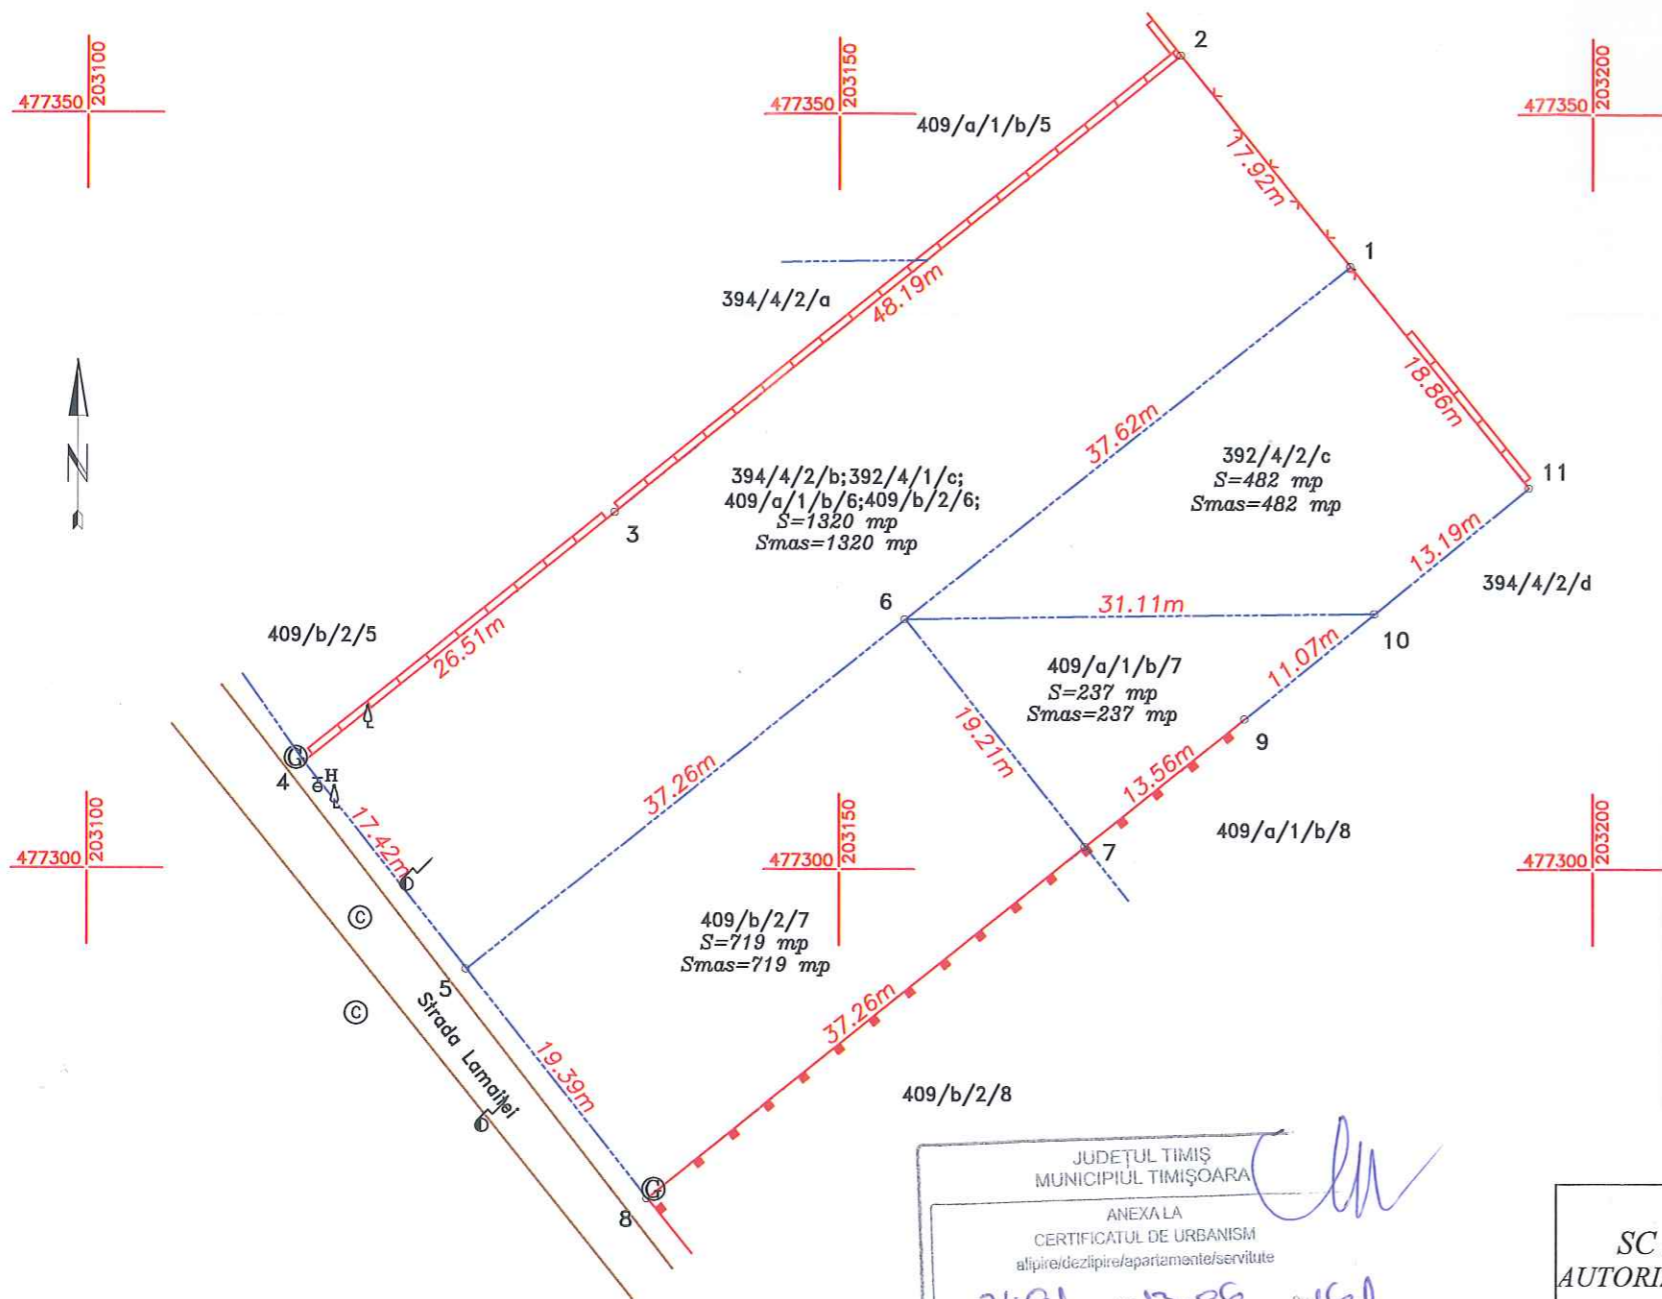 2
203100
203150
203200
477350
477350
477350
409/a/1/b/5
17.92m
1
394/4/2/a
48.19m
18.86m
37.62m
392/4/2/c
S=482 mp
Smas=482 mp
11
N
394/4/2/b;392/4/1/c;
409/a/1/b/6;409/b/2/6;
S=1320 mp
Smas=1320 mp
3
13.19m
394/4/2/d
6
31.11m
10
409/b/2/5
26.51m
409/a/1/b/7
S=237 mp
Smas=237 mp
11.07m
19.21m
9
G
4
H
37.26m
13.56m
17.42m
203100
203150
203200
477300
477300
477300
409/a/1/b/8
7
C
409/b/2/7
S=719 mp
Smas=719 mp
5
C
Strada Lamaitei
37.26m
19.39m
409/b/2/8
G
8
JUDEȚUL TIMIȘ
MUNICIPIUL TIMIȘOARA
ANEXA LA
CERTIFICATUL DE URBANISM
alipire/dezlipire/apartamente/servitute
SC